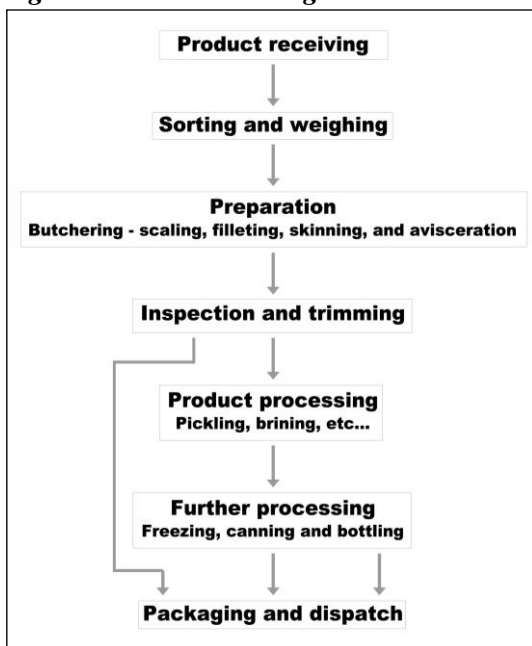 Product receiving
Sorting and weighing
Preparation
Butchering - scaling, filleting, skinning, and avisceration
Inspection and trimming
Product processing
Pickling, brining, etc...
Further processing
Freezing, canning and bottling
Packaging and dispatch